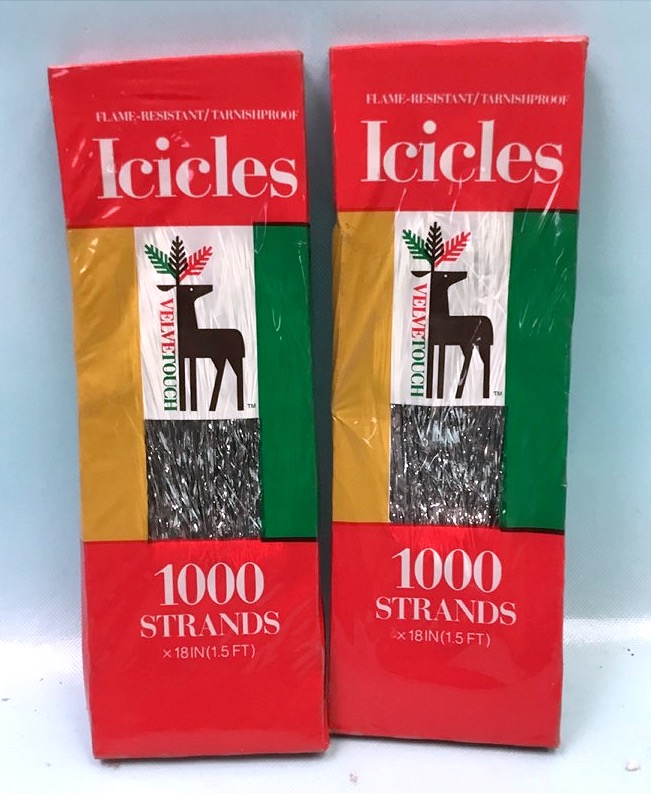 FLAME-RESISTANT/TARNISHPROOF
Icicles
VELVETOUCH
TM
1000
STRANDS
x 18 IN (1.5 FT)
FLAME-RESISTANT/TARNISHPROOF
Icicles
VELVETOUCH
TM
1000
STRANDS
x 18 IN (1.5 FT)